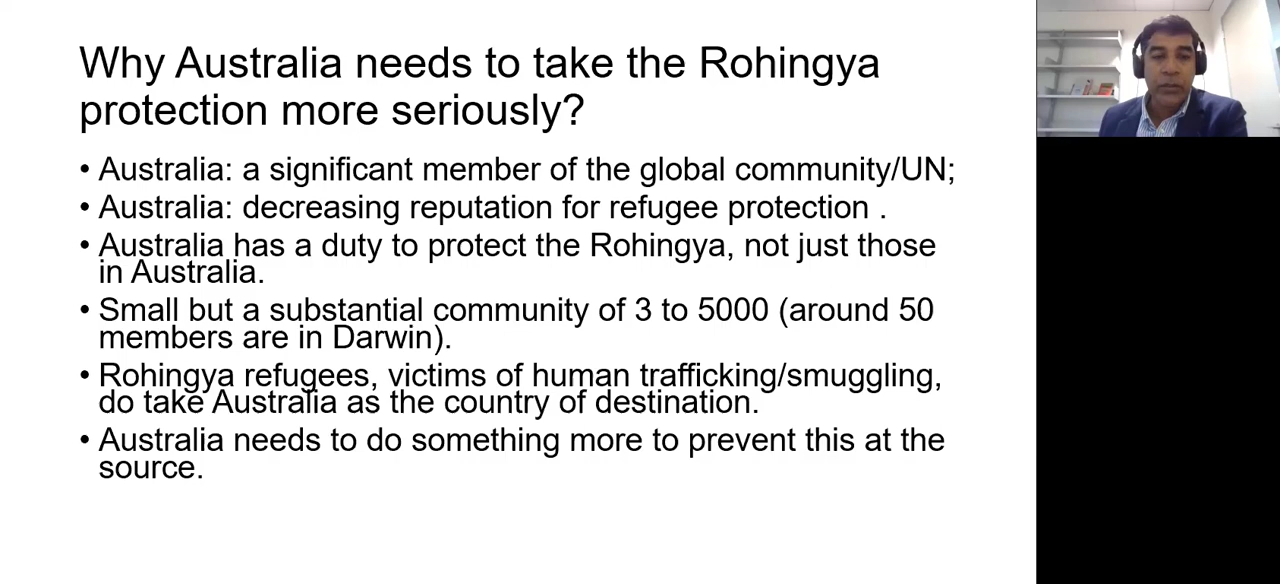 Why Australia needs to take the Rohingya
protection more seriously?
• Australia: a significant member of the global community/UN;
• Australia: decreasing reputation for refugee protection .
• Australia has a duty to protect the Rohingya, not just those
in Australia.
• Small but a substantial community of 3 to 5000 (around 50
members are in Darwin).
• Rohingya refugees, victims of human trafficking/smuggling,
do take Australia as the country of destination.
• Australia needs to do something more to prevent this at the
source.